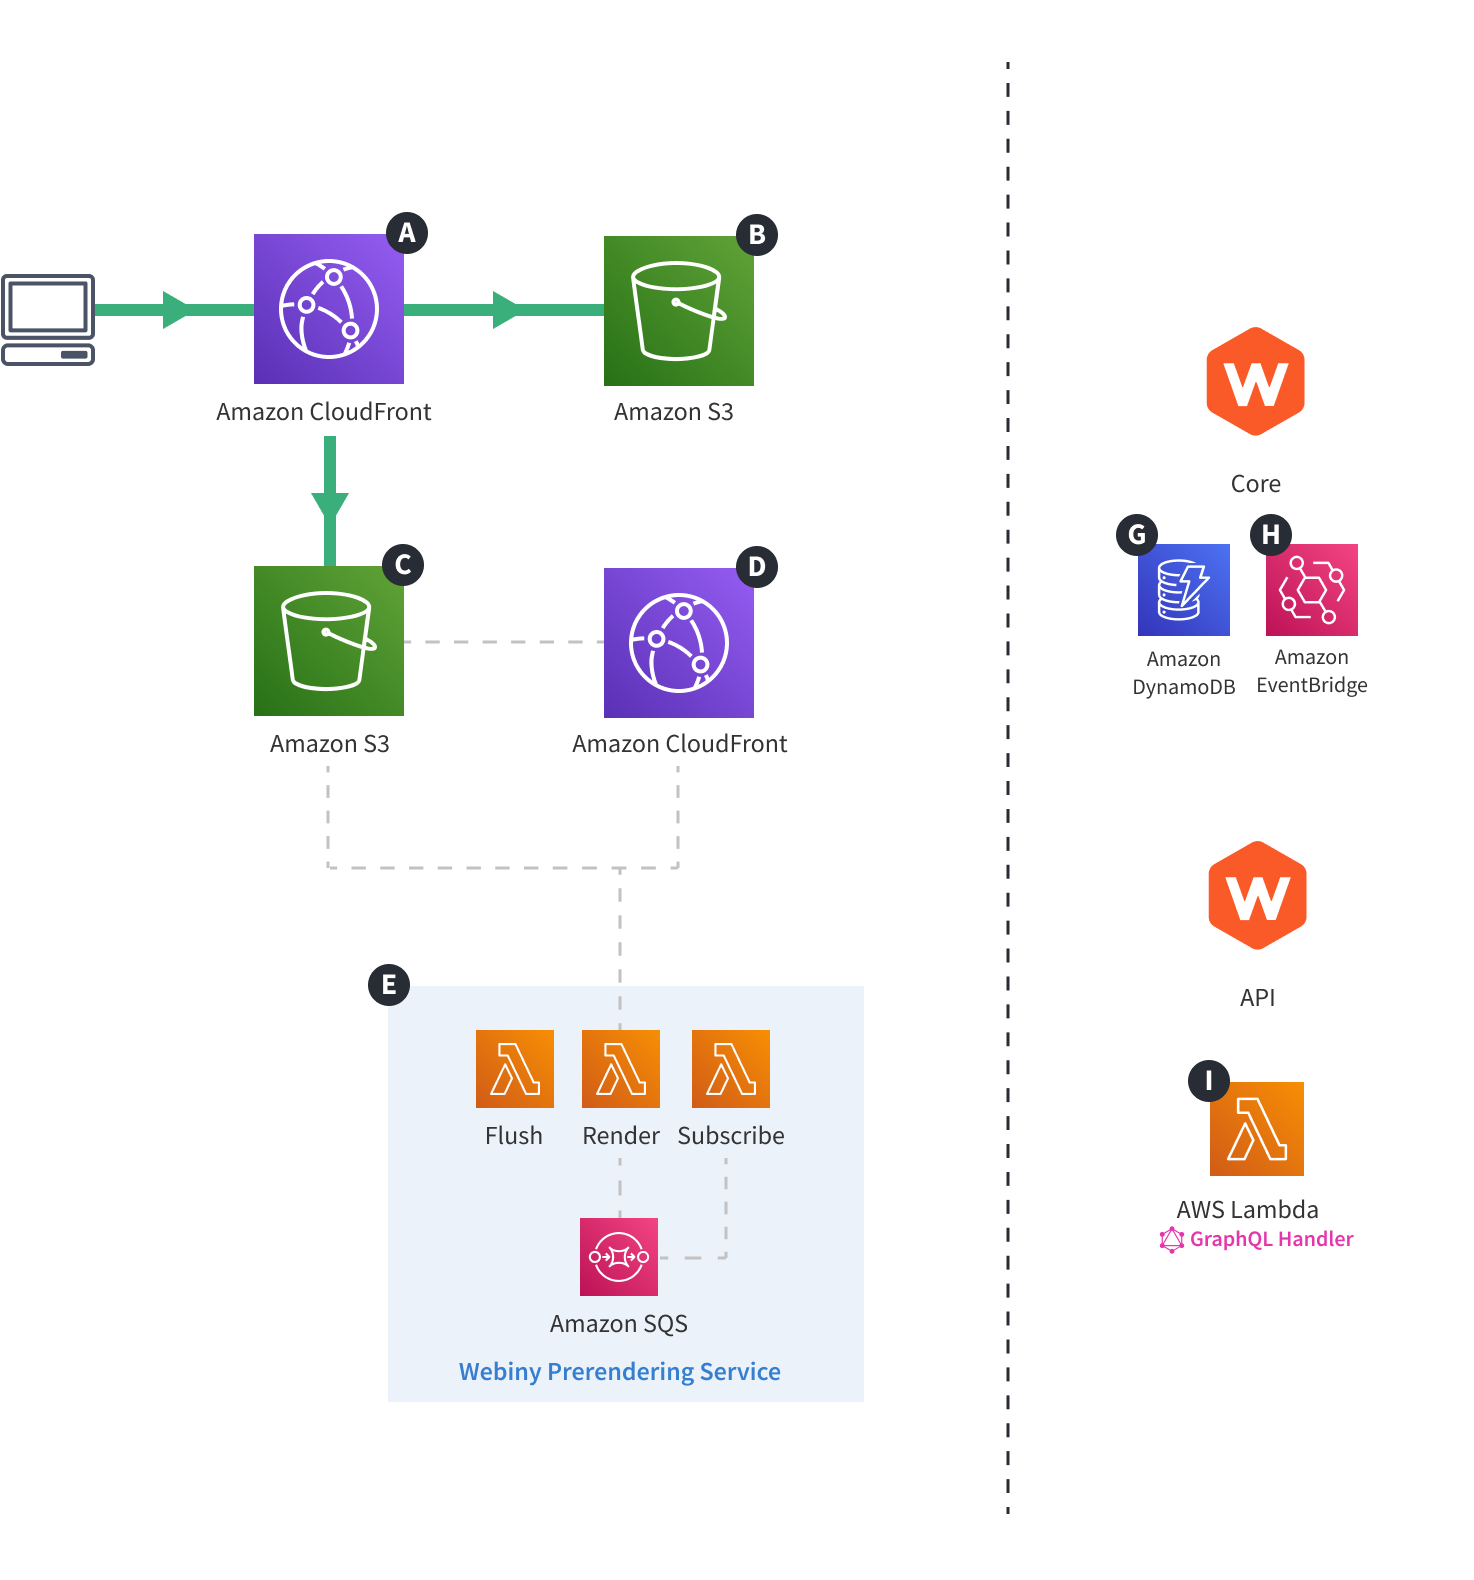 A
B
Amazon CloudFront
Amazon S3
C
D
Amazon S3
Amazon CloudFront
E
Flush
Render
Subscribe
Amazon SQS
Webiny Prerendering Service
W
Core
G
H
Amazon
DynamoDB
Amazon
EventBridge
W
API
I
AWS Lambda
GraphQL Handler